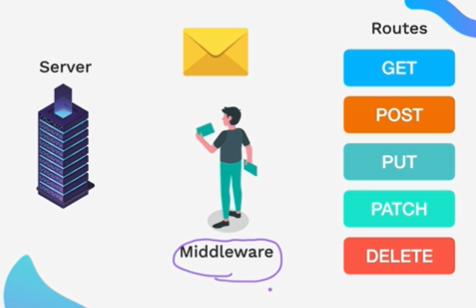 Server
Middleware
Routes
GET
POST
PUT
PATCH
DELETE